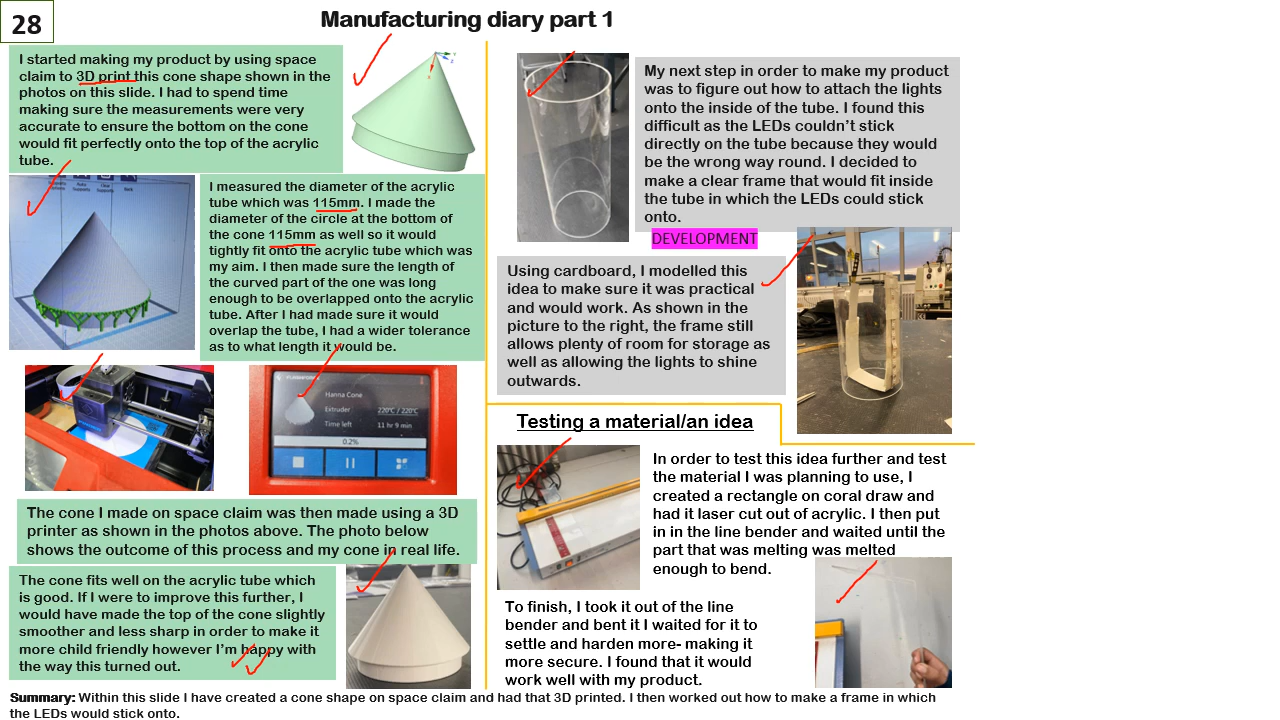 28
Manufacturing diary part 1
I started making my product by using space
claim to 3D print this cone shape shown in the
photos on this slide. I had to spend time
making sure the measurements were very
accurate to ensure the bottom on the cone
would fit perfectly onto the top of the acrylic
tube.
I measured the diameter of the acrylic
tube which was 115mm. I made the
diameter of the circle at the bottom of
the cone 115mm as well so it would
tightly fit onto the acrylic tube which was
my aim. I then made sure the length of
the curved part of the one was long
enough to be overlapped onto the acrylic
tube. After I had made sure it would
overlap the tube, I had a wider tolerance
as to what length it would be.
Hanna Cone
Extruder 220℃ / 220℃
Time left 11 hr 9 min
0.2%
The cone I made on space claim was then made using a 3D
printer as shown in the photos above. The photo below
shows the outcome of this process and my cone in real life.
The cone fits well on the acrylic tube which
is good. If I were to improve this further, I
would have made the top of the cone slightly
smoother and less sharp in order to make it
more child friendly however I'm happy with
the way this turned out.
My next step in order to make my product
was to figure out how to attach the lights
onto the inside of the tube. I found this
difficult as the LEDs couldn't stick
directly on the tube because they would
be the wrong way round. I decided to
make a clear frame that would fit inside
the tube in which the LEDs could stick
onto.
DEVELOPMENT
Using cardboard, I modelled this
idea to make sure it was practical
and would work. As shown in the
picture to the right, the frame still
allows plenty of room for storage as
well as allowing the lights to shine
outwards.
Testing a material/an idea
In order to test this idea further and test
the material I was planning to use, I
created a rectangle on coral draw and
had it laser cut out of acrylic. I then put
in in the line bender and waited until the
part that was melting was melted
enough to bend.
To finish, I took it out of the line
bender and bent it I waited for it to
settle and harden more- making it
more secure. I found that it would
work well with my product.
Summary: Within this slide I have created a cone shape on space claim and had that 3D printed. I then worked out how to make a frame in which
the LEDs would stick onto.